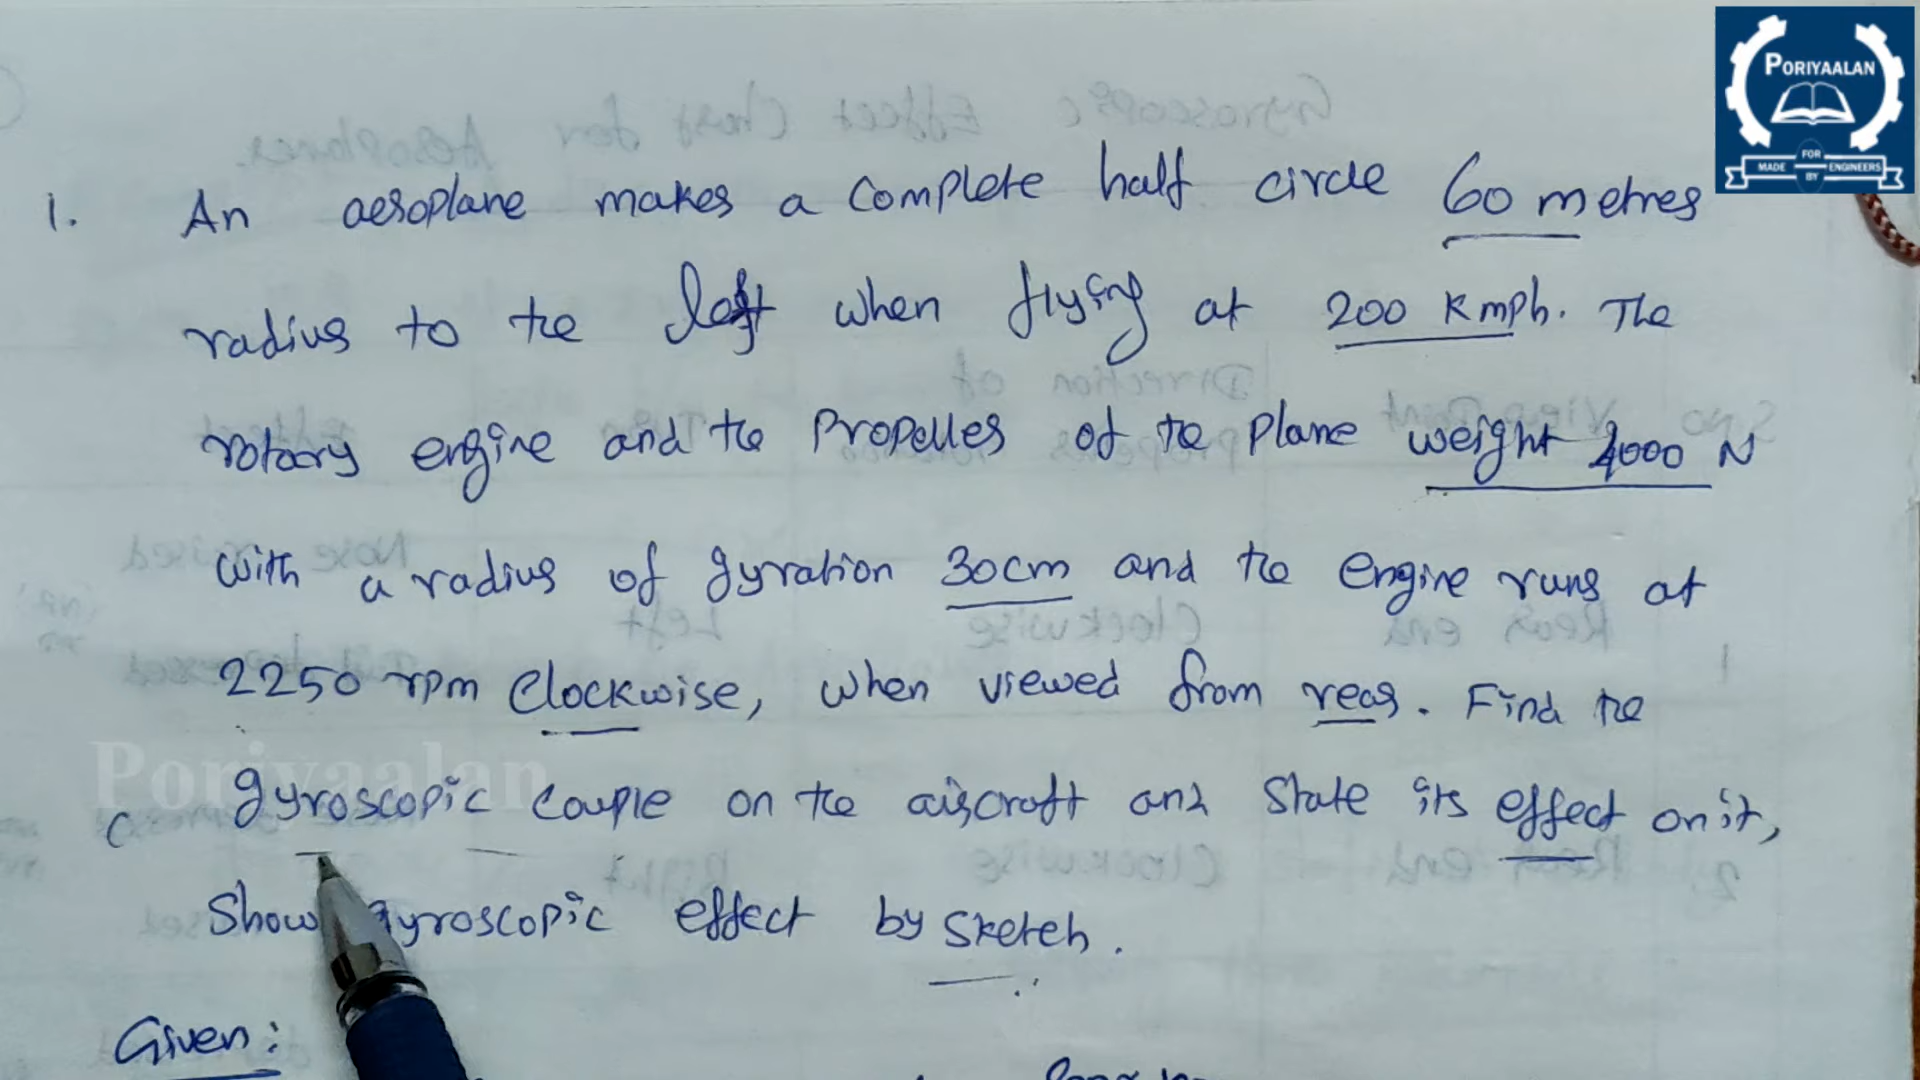 PORIYAALAN
MADE FOR BY ENGINEERS
1. An aeroplane makes a complete half circle 60 metres
radius to the left when flying at 200 Kmph. The
rotary engine and the propeller of the plane weight 4000 N
with a radius of gyration 30cm and the engine runs at
2250 rpm Clockwise, when viewed from rear. Find the
gyroscopic couple on the aircraft and State its effect on it,
Show gyroscopic effect by Sketch.
Given:
Poriyaalan